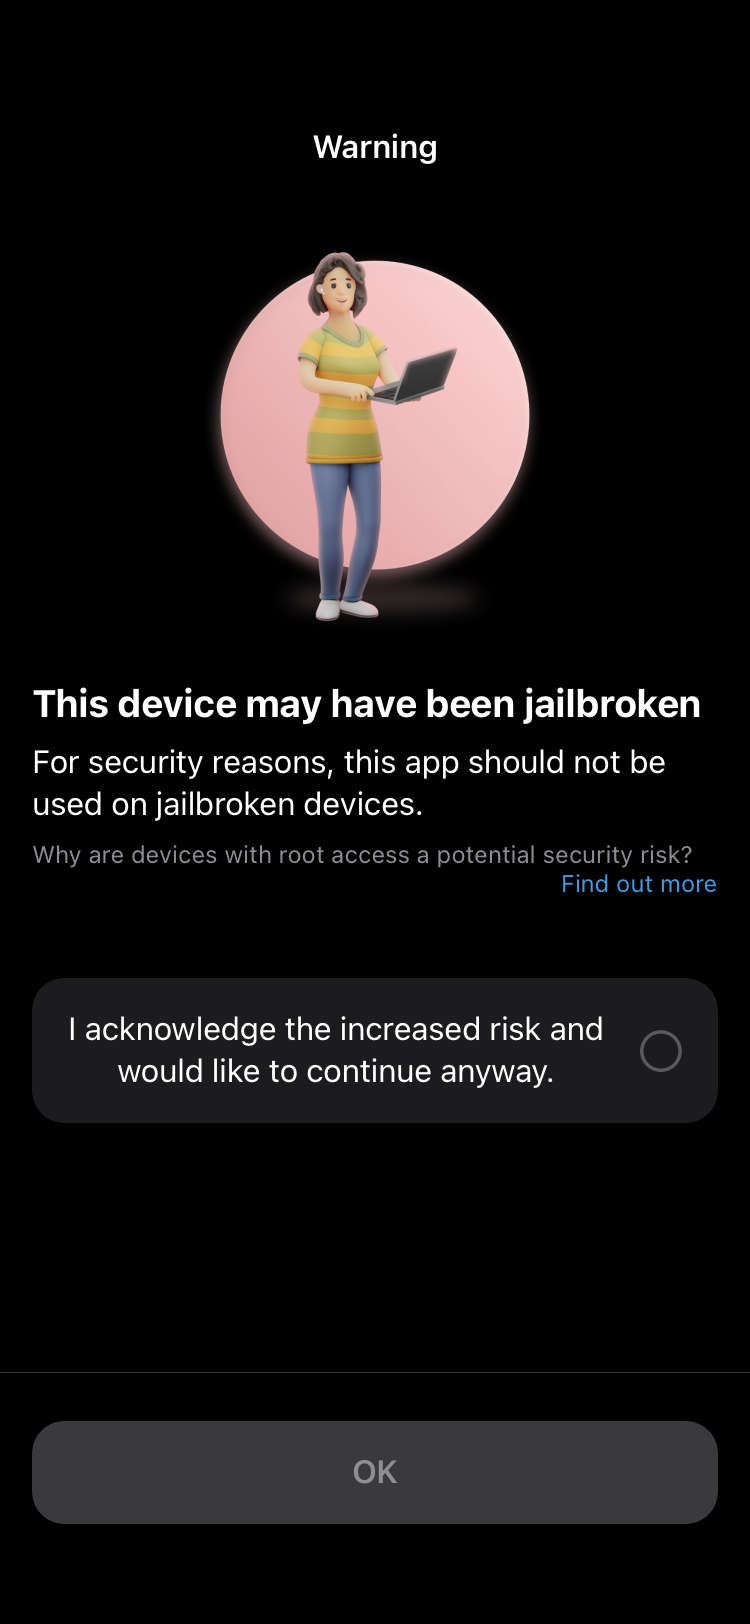 Warning
This device may have been jailbroken
For security reasons, this app should not be
used on jailbroken devices.
Why are devices with root access a potential security risk?
Find out more
I acknowledge the increased risk and
would like to continue anyway.
OK